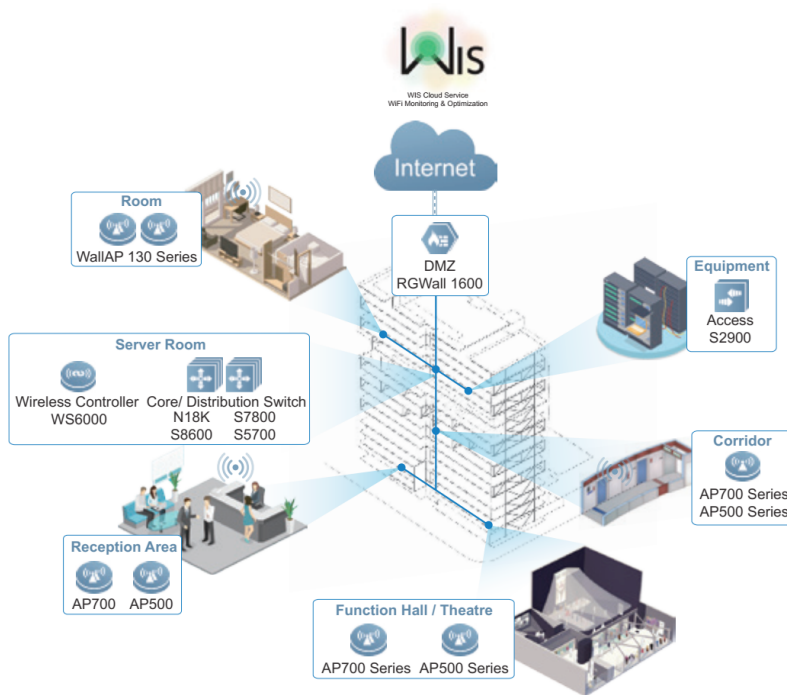 WIS
WIS Cloud Service
WiFi Monitoring & Optimization
Internet
Room
WallAP 130 Series
DMZ
RGWall 1600
Equipment
Access
S2900
Server Room
Wireless Controller
WS6000
Core/ Distribution Switch
N18K S7800
S8600 S5700
Corridor
AP700 Series
AP500 Series
Reception Area
AP700 AP500
Function Hall / Theatre
AP700 Series AP500 Series